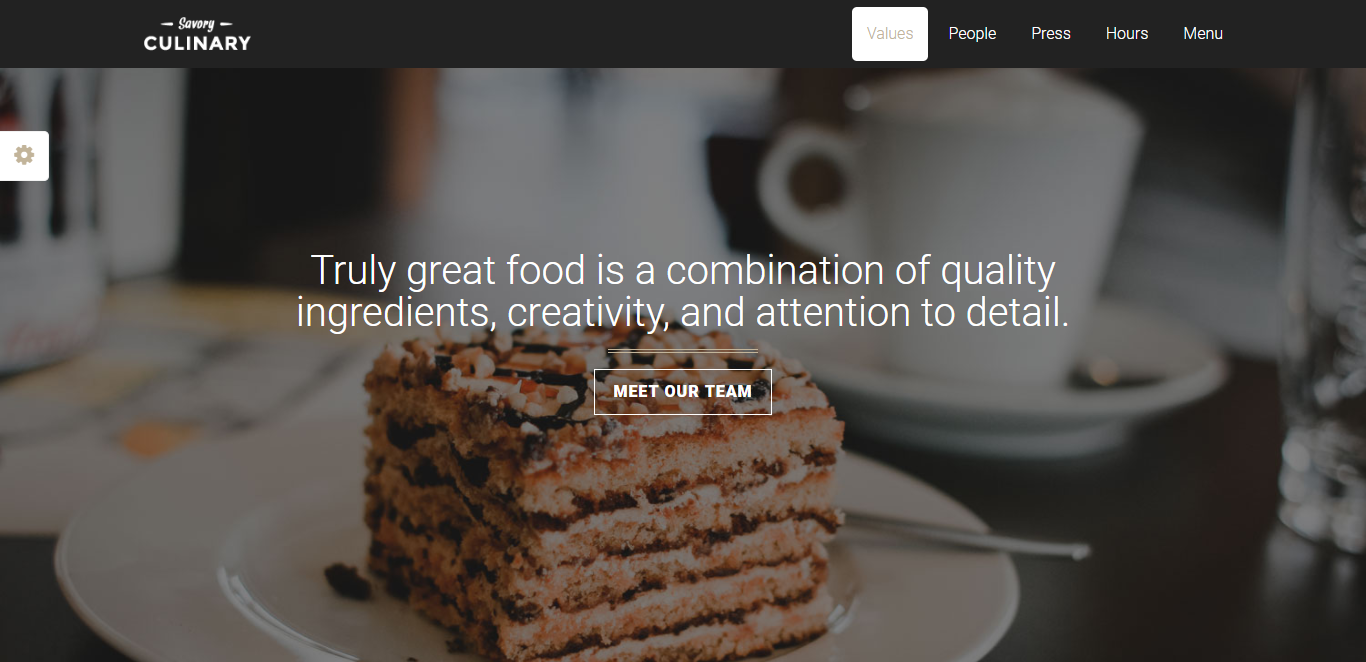 Savory
CULINARY
Values People Press Hours Menu
Truly great food is a combination of quality
ingredients, creativity, and attention to detail.
MEET OUR TEAM